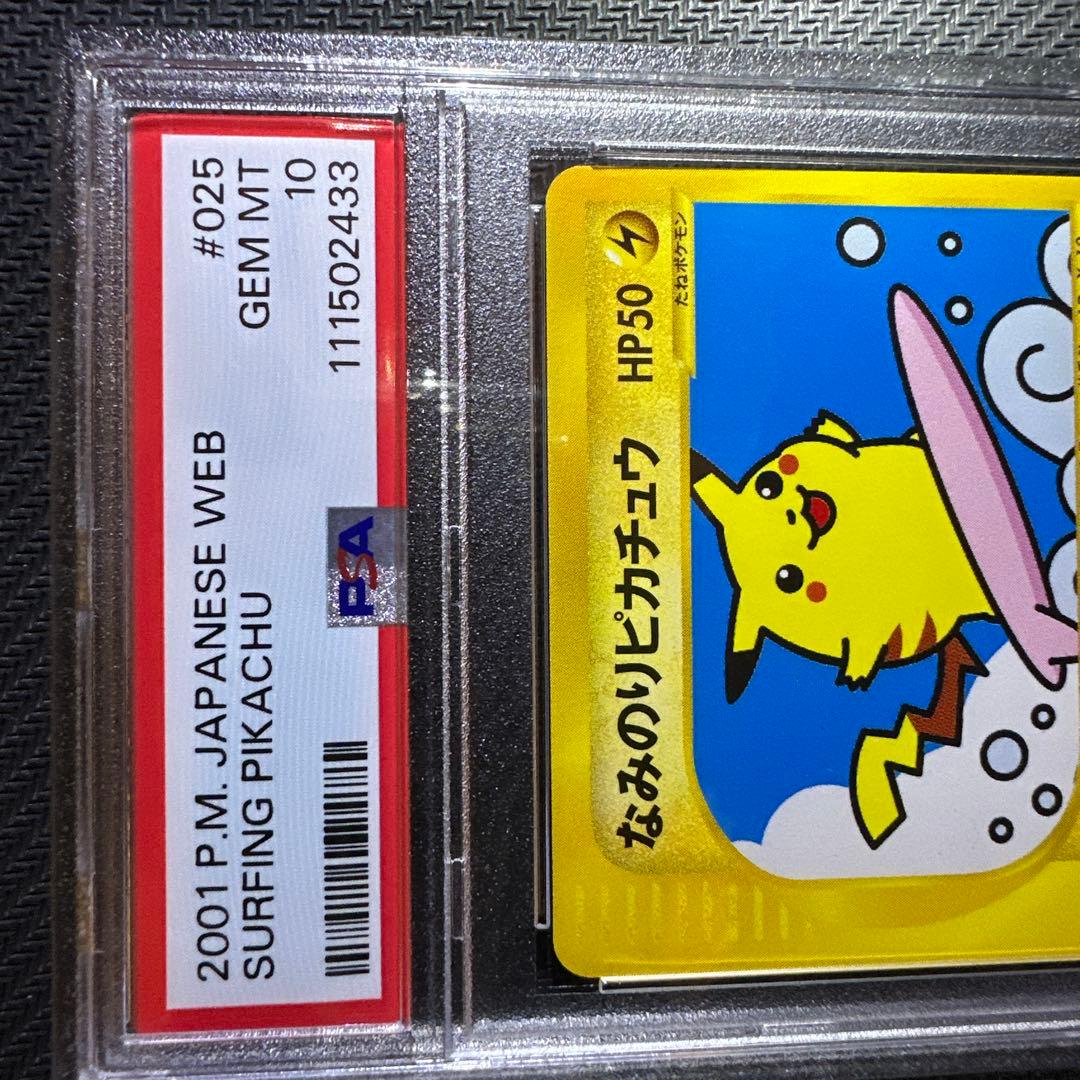 2001 P.M. JAPANESE WEB #025
SURFING PIKACHU GEM MT
10
PSA 111502433
たねポケモン
なみのりピカチュウ HP50